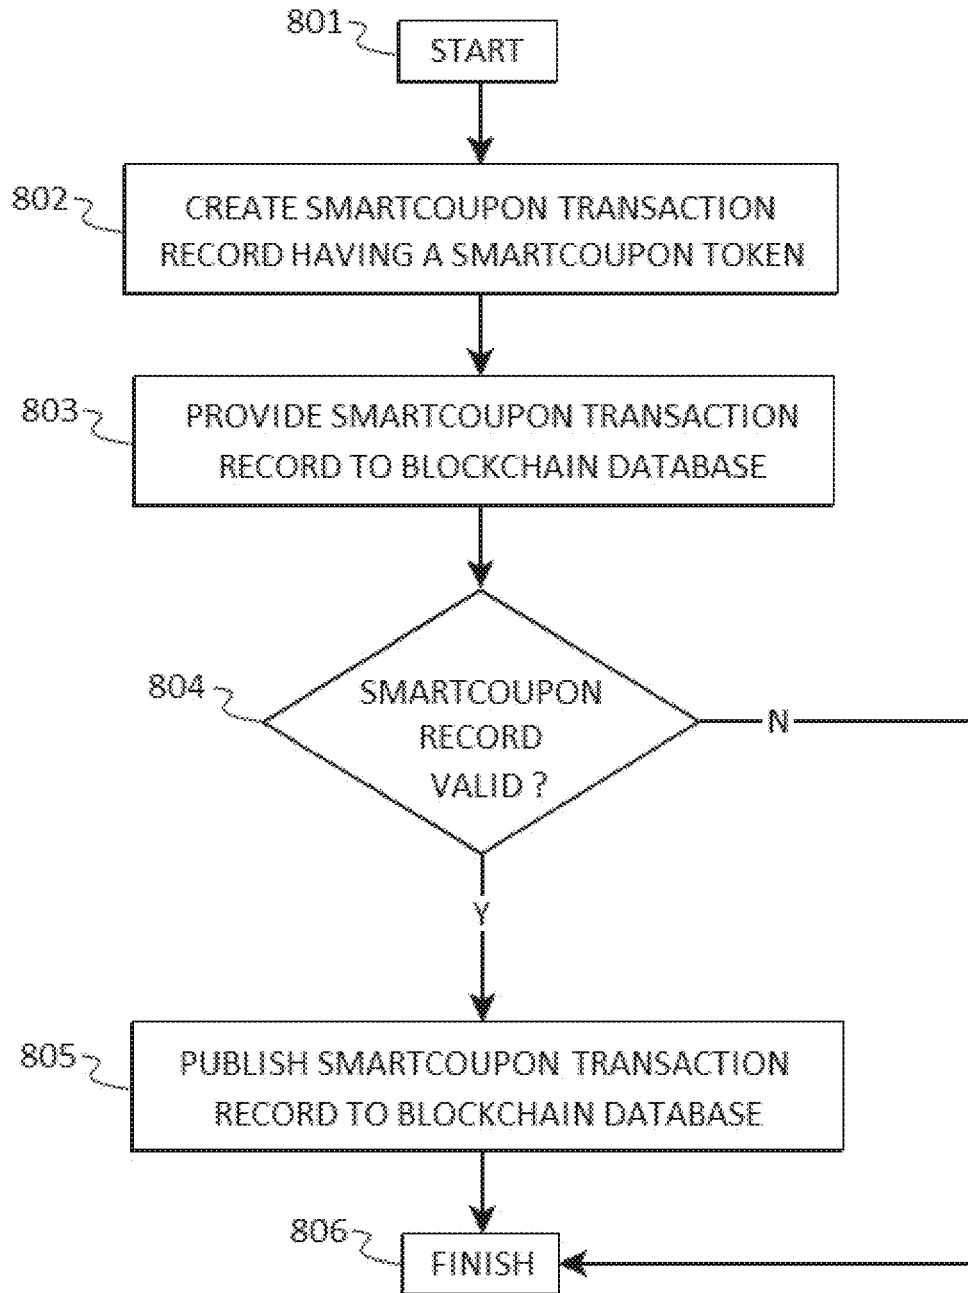 801
START
802
CREATE SMARTCOUPON TRANSACTION
RECORD HAVING A SMARTCOUPON TOKEN
803
PROVIDE SMARTCOUPON TRANSACTION
RECORD TO BLOCKCHAIN DATABASE
804
SMARTCOUPON
RECORD
VALID ?
N
Y
805
PUBLISH SMARTCOUPON TRANSACTION
RECORD TO BLOCKCHAIN DATABASE
806
FINISH